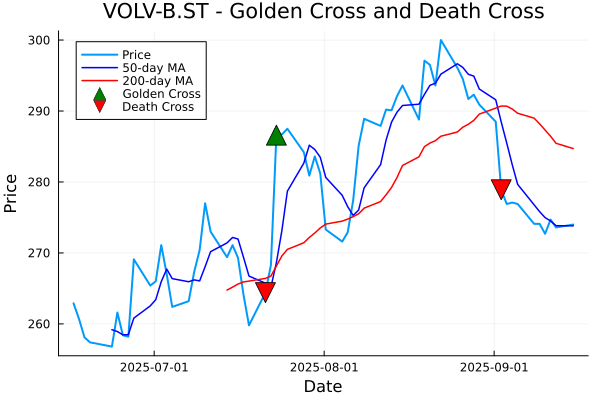 VOLV-B.ST - Golden Cross and Death Cross
300
290
280
270
260
Price
Price
50-day MA
200-day MA
Golden Cross
Death Cross
2025-07-01
2025-08-01
2025-09-01
Date